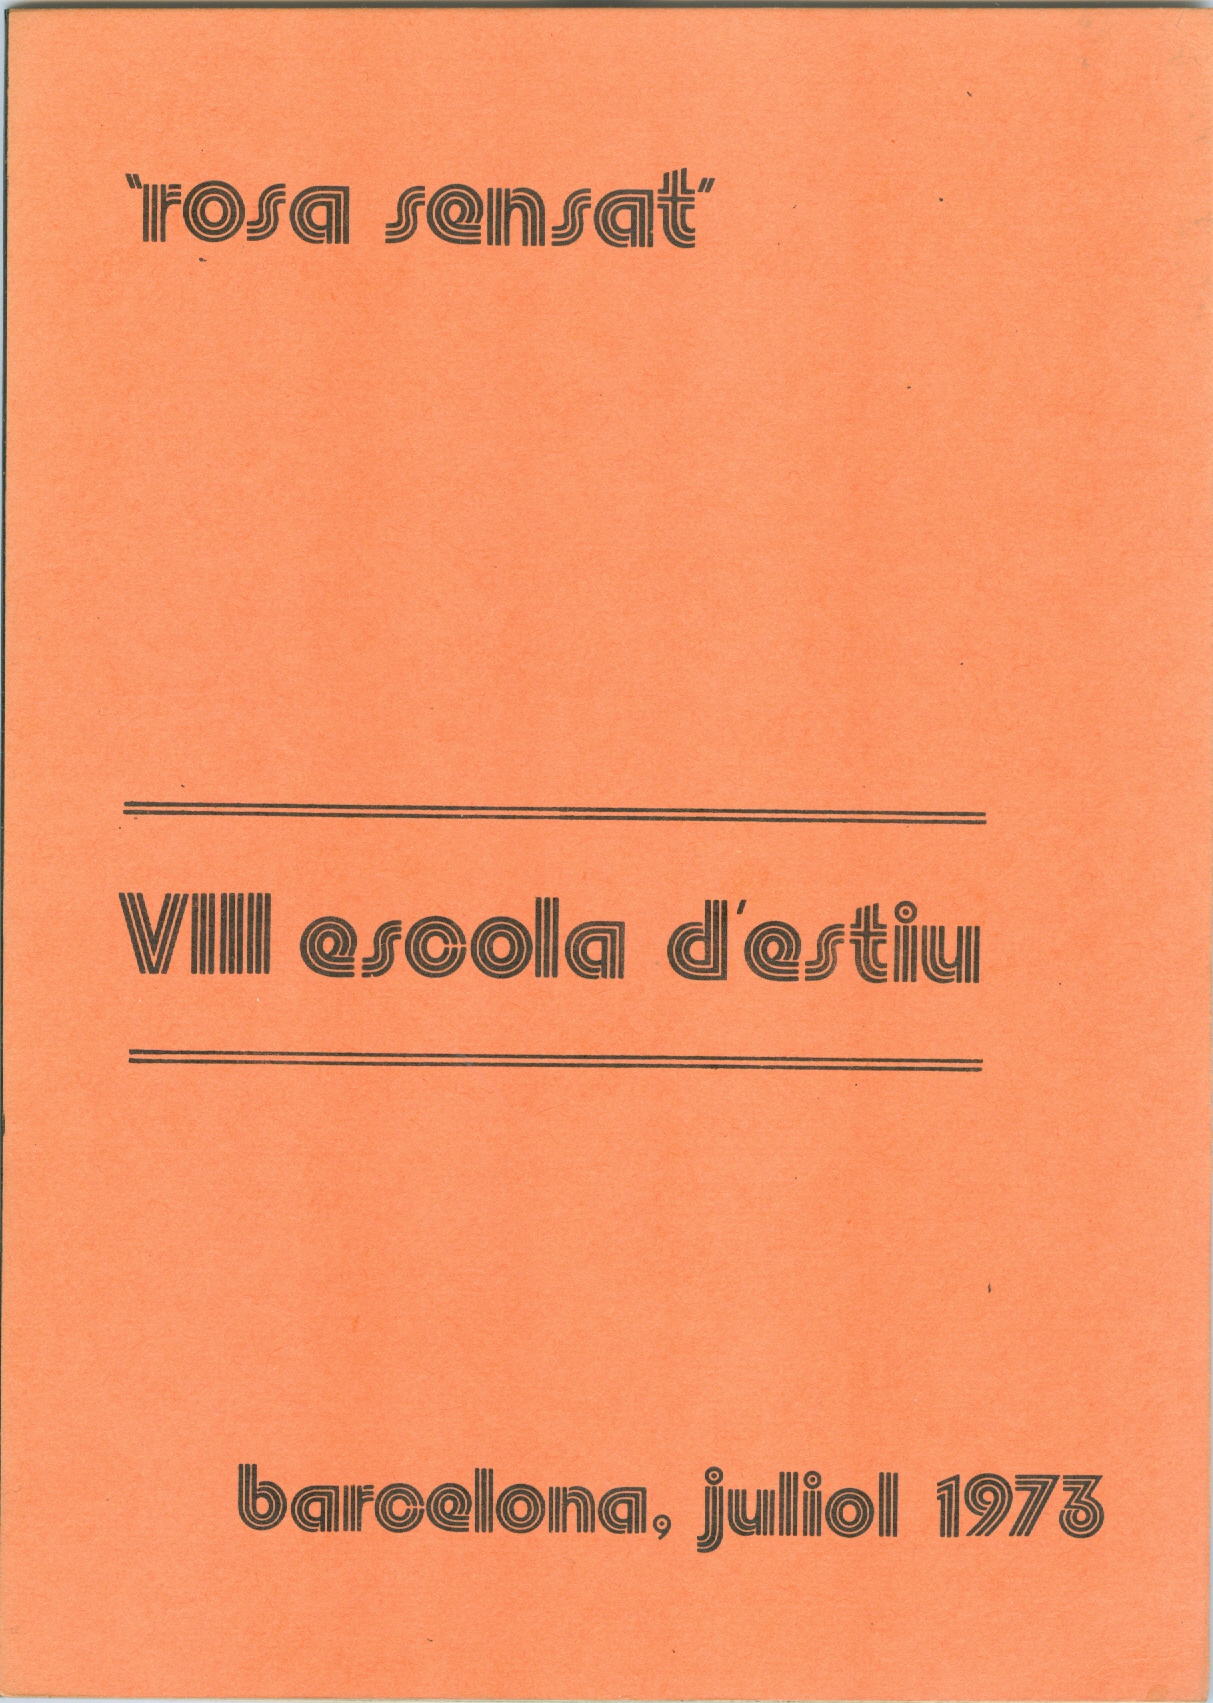 "rosa sensat"
VIII escola d'estiu
barcelona, juliol 1973